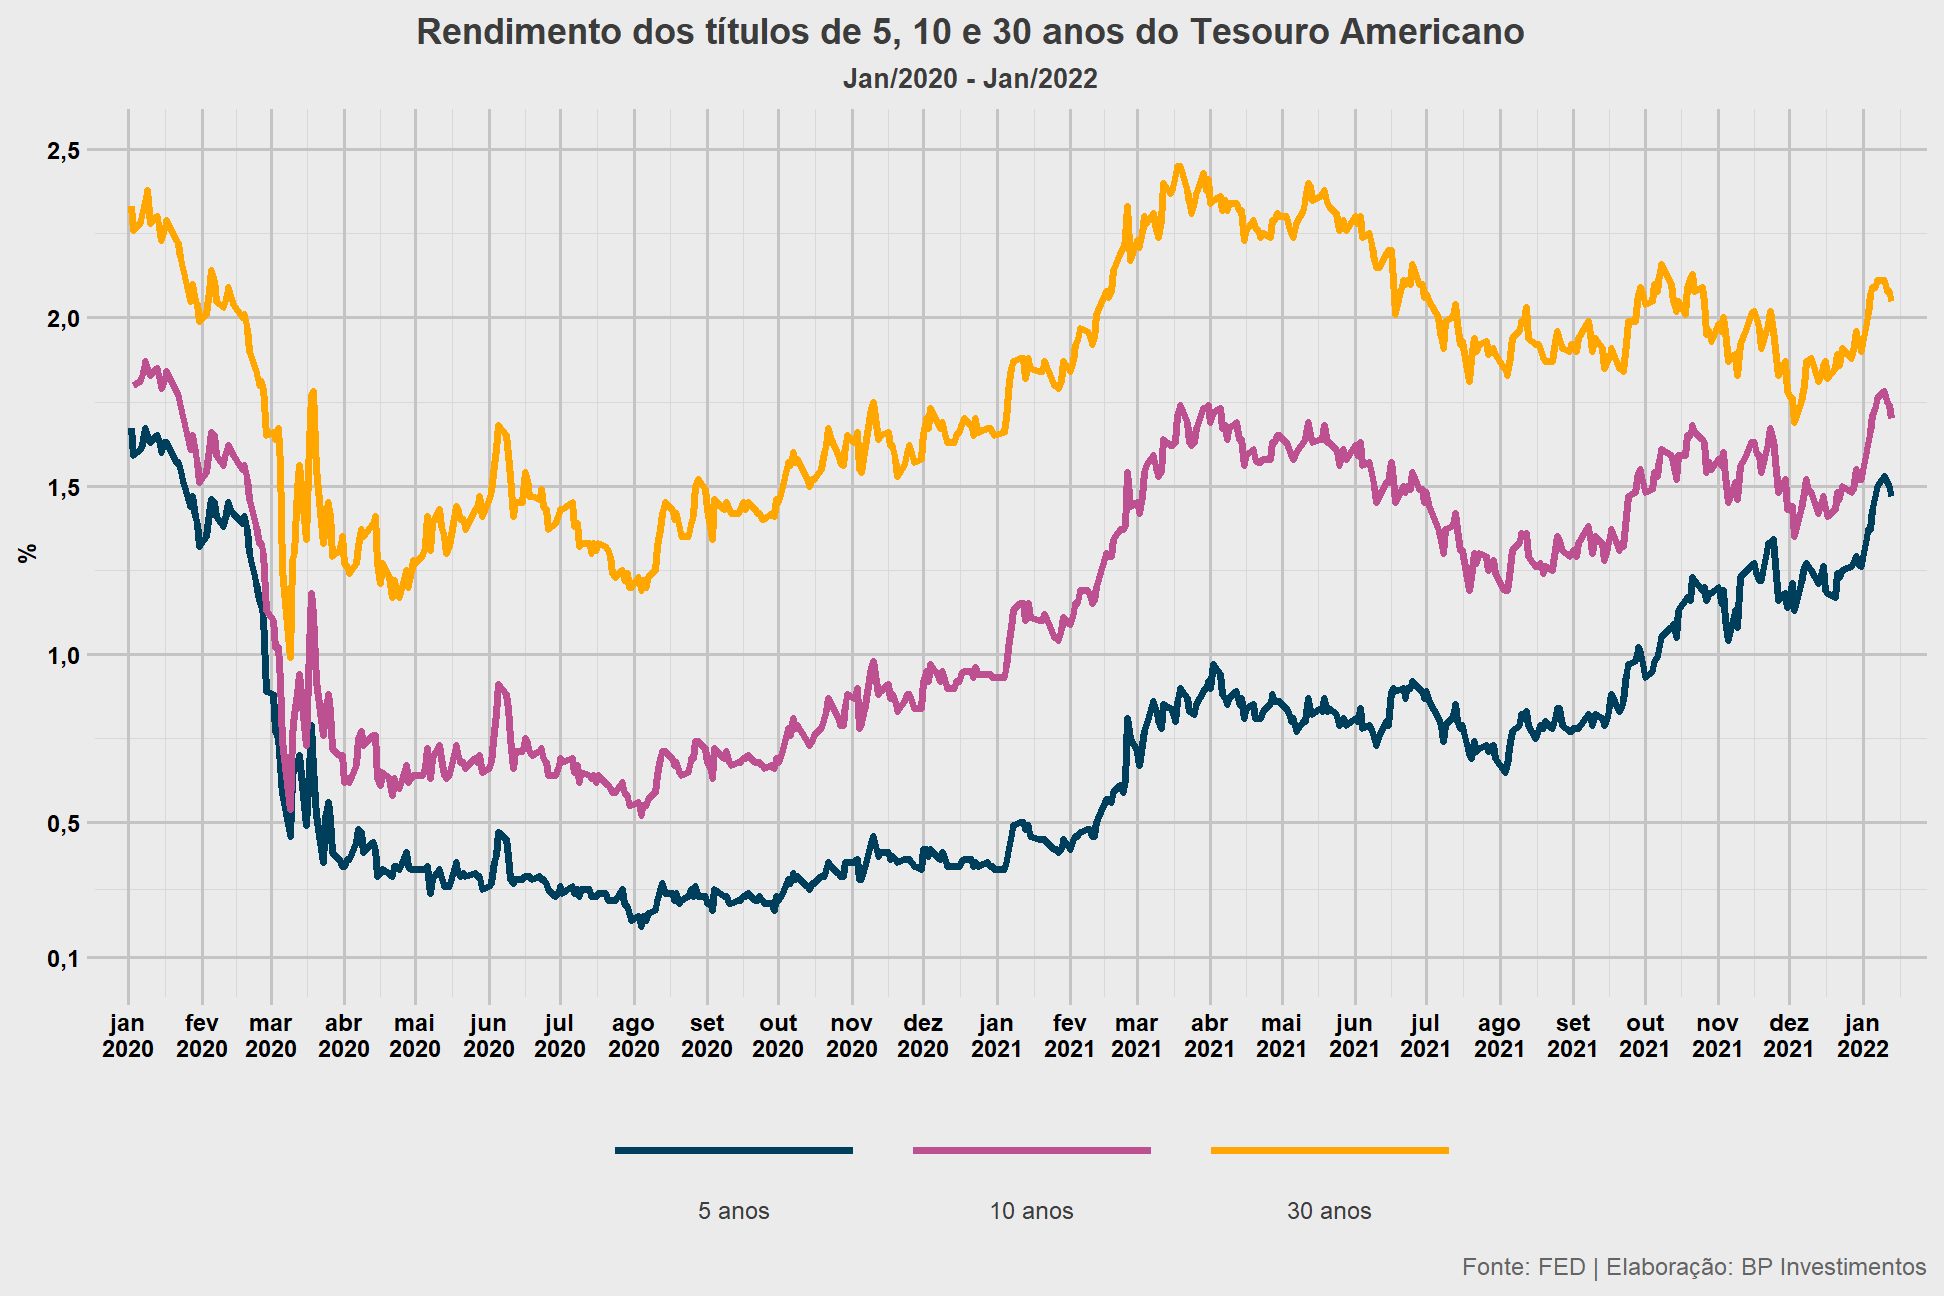 Rendimento dos títulos de 5, 10 e 30 anos do Tesouro Americano
Jan/2020 - Jan/2022
2,5
2,0
1,5
1,0
0,5
0,1
%
jan fev mar abr mai jun jul ago set out nov dez jan fev mar abr mai jun jul ago set out nov dez jan
2020 2020 2020 2020 2020 2020 2020 2020 2020 2020 2020 2020 2021 2021 2021 2021 2021 2021 2021 2021 2021 2021 2021 2021 2022
5 anos 10 anos 30 anos
Fonte: FED | Elaboração: BP Investimentos